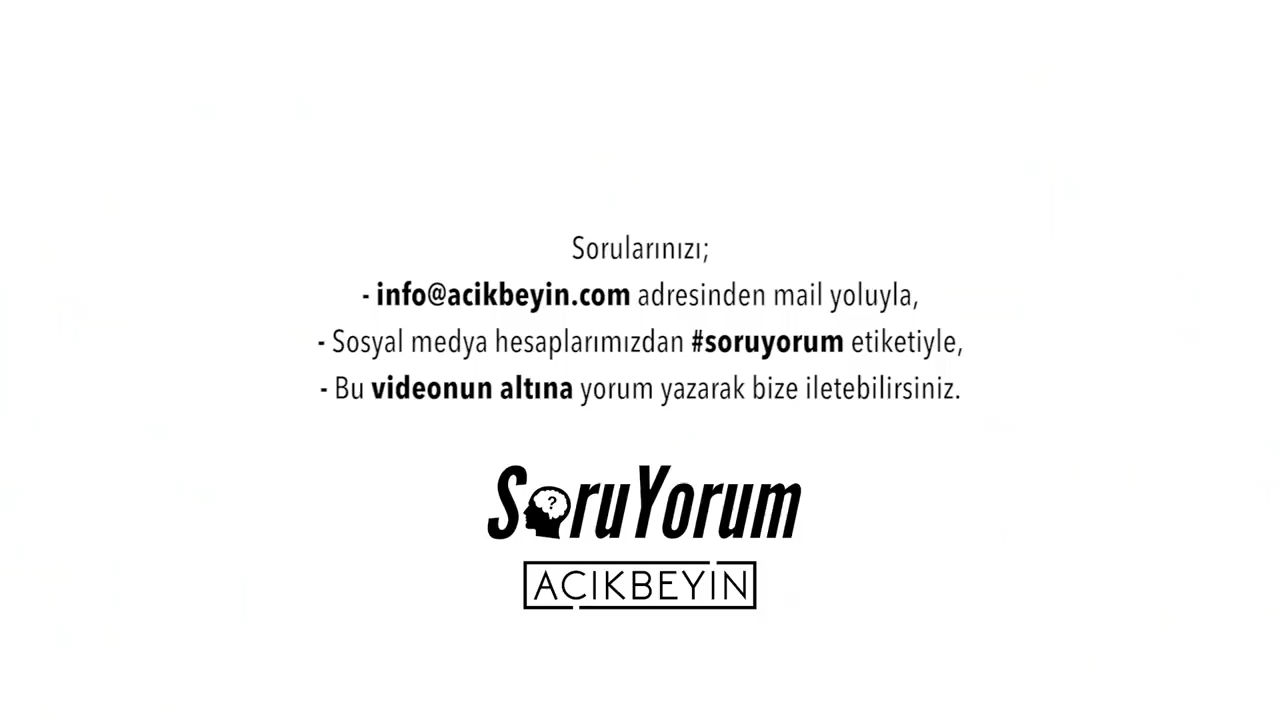 Sorularınızı;
- info@acikbeyin.com adresinden mail yoluyla,
- Sosyal medya hesaplarımızdan #soruyorum etiketiyle,
- Bu videonun altına yorum yazarak bize iletebilirsiniz.
SoruYorum
AÇIKBEYİN